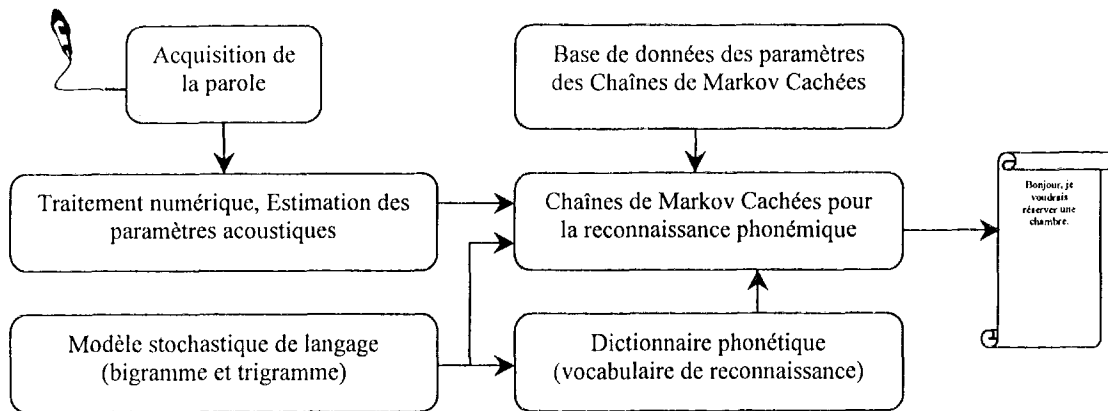 Acquisition de
la parole
Base de données des paramètres
des Chaînes de Markov Cachées
Traitement numérique, Estimation des
paramètres acoustiques
Chaînes de Markov Cachées pour
la reconnaissance phonémique
Bonjour, je
voudrais
réserver une
chambre.
Modèle stochastique de langage
(bigramme et trigramme)
Dictionnaire phonétique
(vocabulaire de reconnaissance)